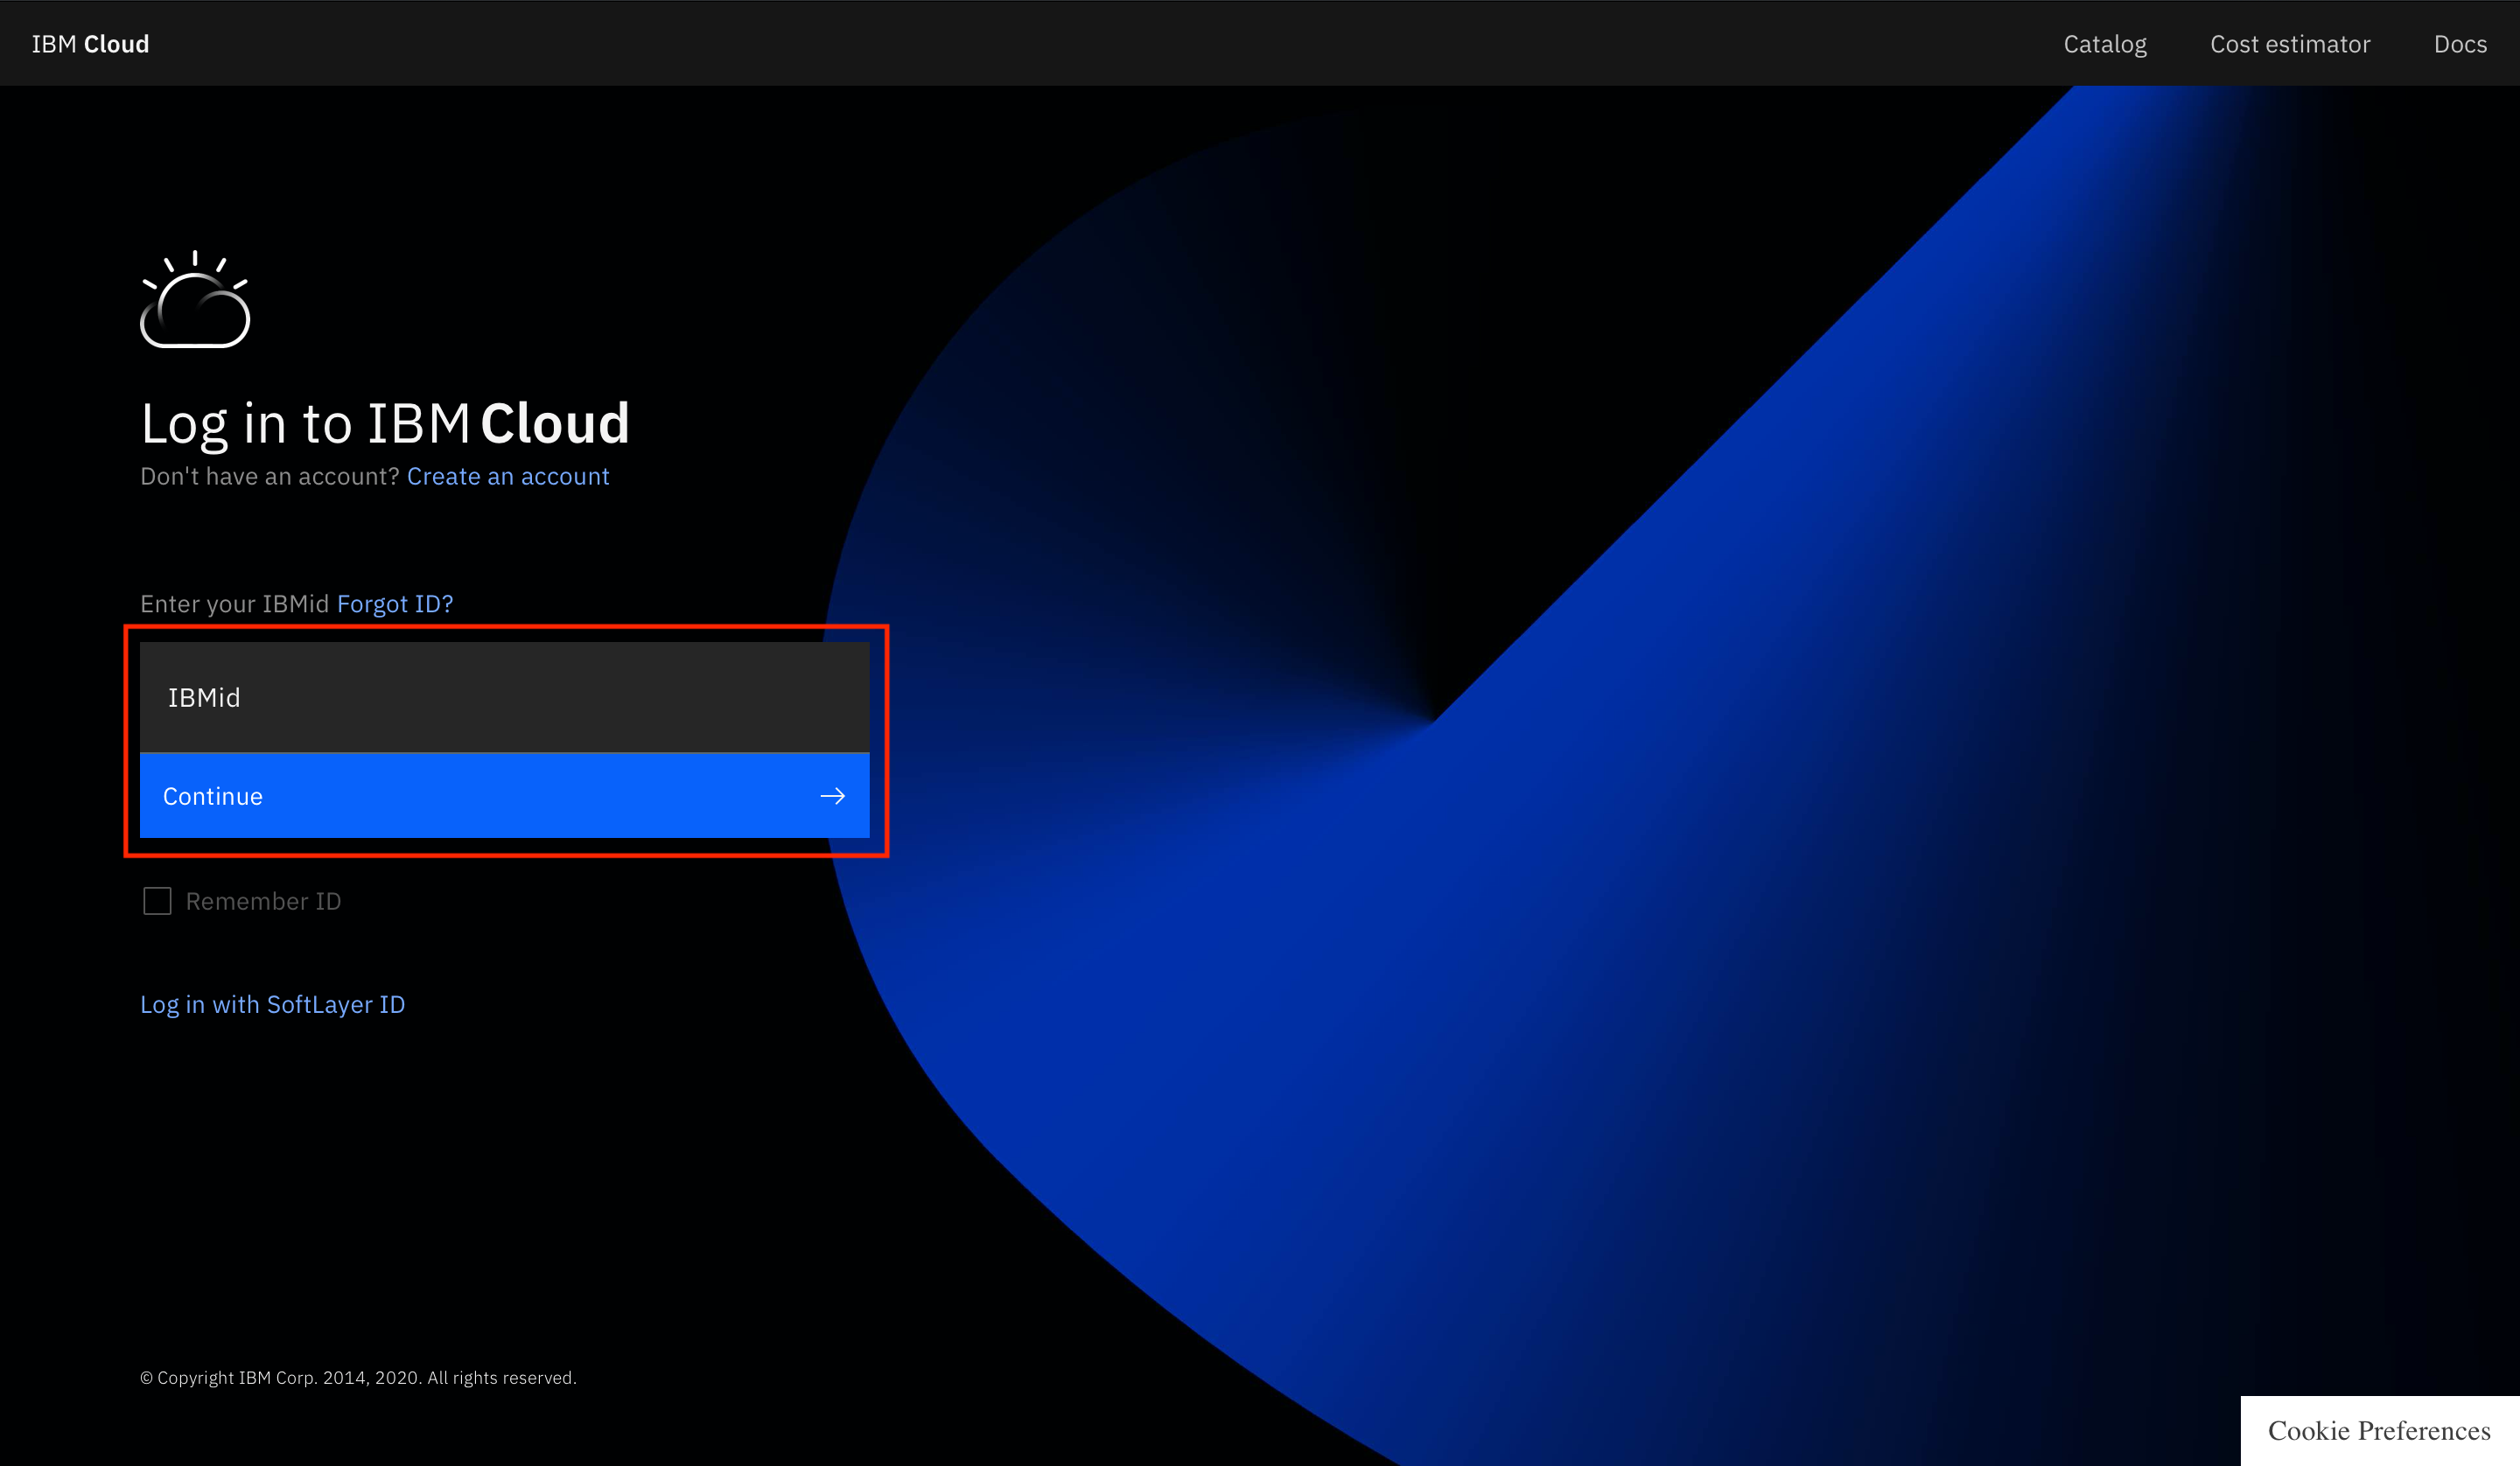 IBM Cloud
Catalog
Cost estimator
Docs
Log in to IBM Cloud
Don't have an account? Create an account
Enter your IBMid Forgot ID?
IBMid
Continue
Remember ID
Log in with SoftLayer ID
© Copyright IBM Corp. 2014, 2020. All rights reserved.
Cookie Preferences